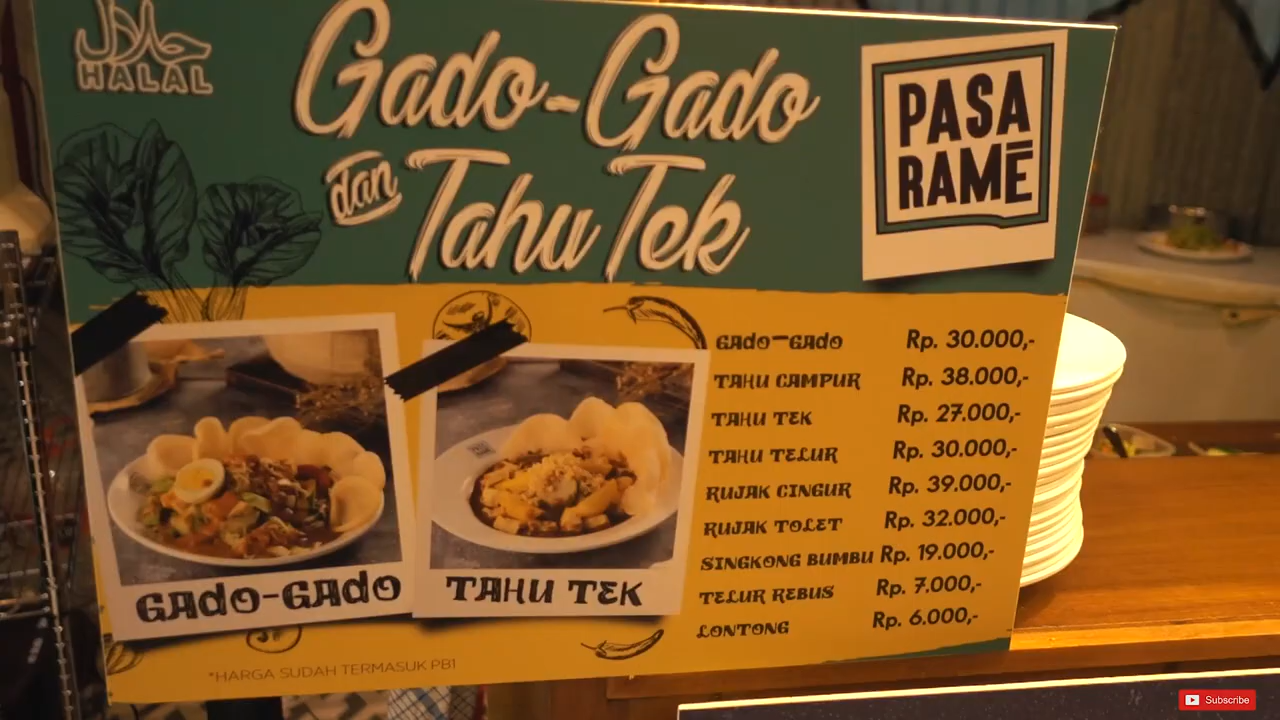 حلال
HALAL
Gado-Gado
dan
Tahu Tek
PASA
RAMĒ
GADO-GADO Rp. 30.000,-
TAHU CAMPUR Rp. 38.000,-
TAHU TEK Rp. 27.000,-
TAHU TELUR Rp. 30.000,-
RUJAK CINGUR Rp. 39.000,-
RUJAK TOLET Rp. 32.000,-
SINGKONG BUMBU Rp. 19.000,-
TELUR REBUS Rp. 7.000,-
LONTONG Rp. 6.000,-
GADO-GADO
TAHU TEK
*HARGA SUDAH TERMASUK PB1
Subscribe